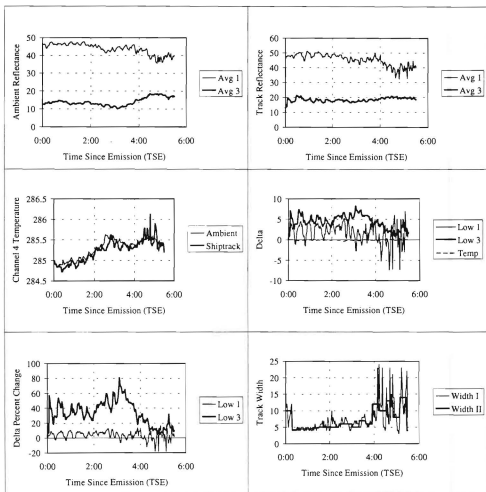 Ambient Reflectance
50
40
30
20
10
0
0:00 2:00 4:00 6:00
Time Since Emission (TSE)
Avg 1
Avg 3
Track Reflectance
60
50
40
30
20
10
0
0:00 2:00 4:00 6:00
Time Since Emission (TSE)
Avg 1
Avg 3
Channel 4 Temperature
286.5
286
285.5
285
284.5
0:00 2:00 4:00 6:00
Time Since Emission (TSE)
Ambient
Shiptrack
Delta
10
5
0
-5
-10
0:00 2:00 4:00 6:00
Time Since Emission (TSE)
Low 1
Low 3
Temp
Delta Percent Change
100
80
60
40
20
0
-20
0:00 2:00 4:00 6:00
Time Since Emission (TSE)
Low 1
Low 3
Track Width
25
20
15
10
5
0
0:00 2:00 4:00 6:00
Time Since Emission (TSE)
Width I
Width II